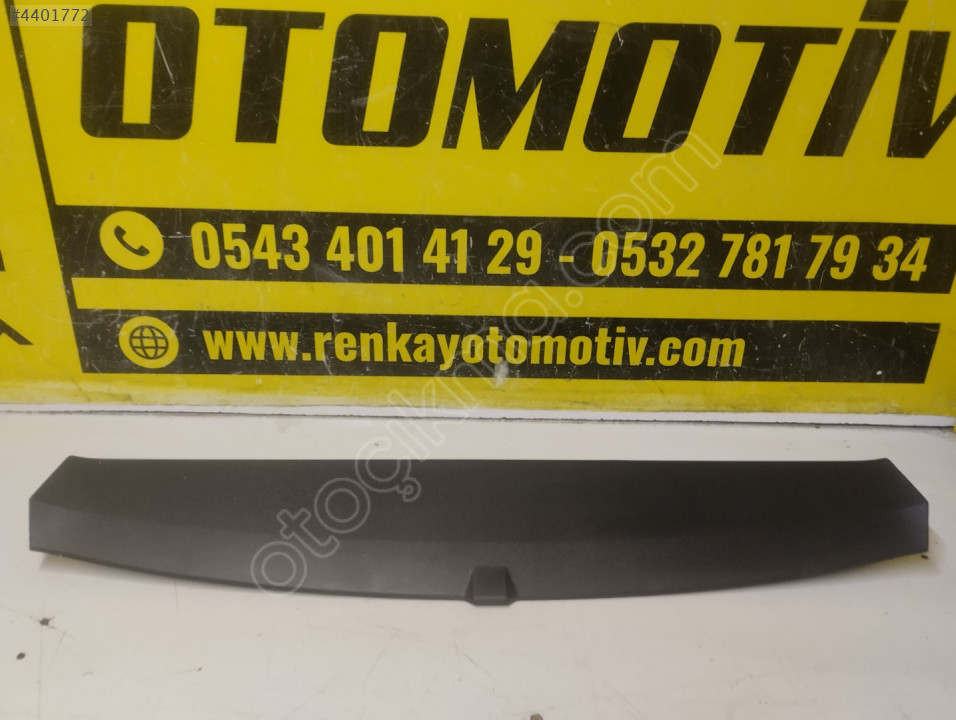 #4401772
OTOMOTİV
0543 401 41 29 - 0532 781 79 34
www.renkayotomotiv.com
otoçıkma.com